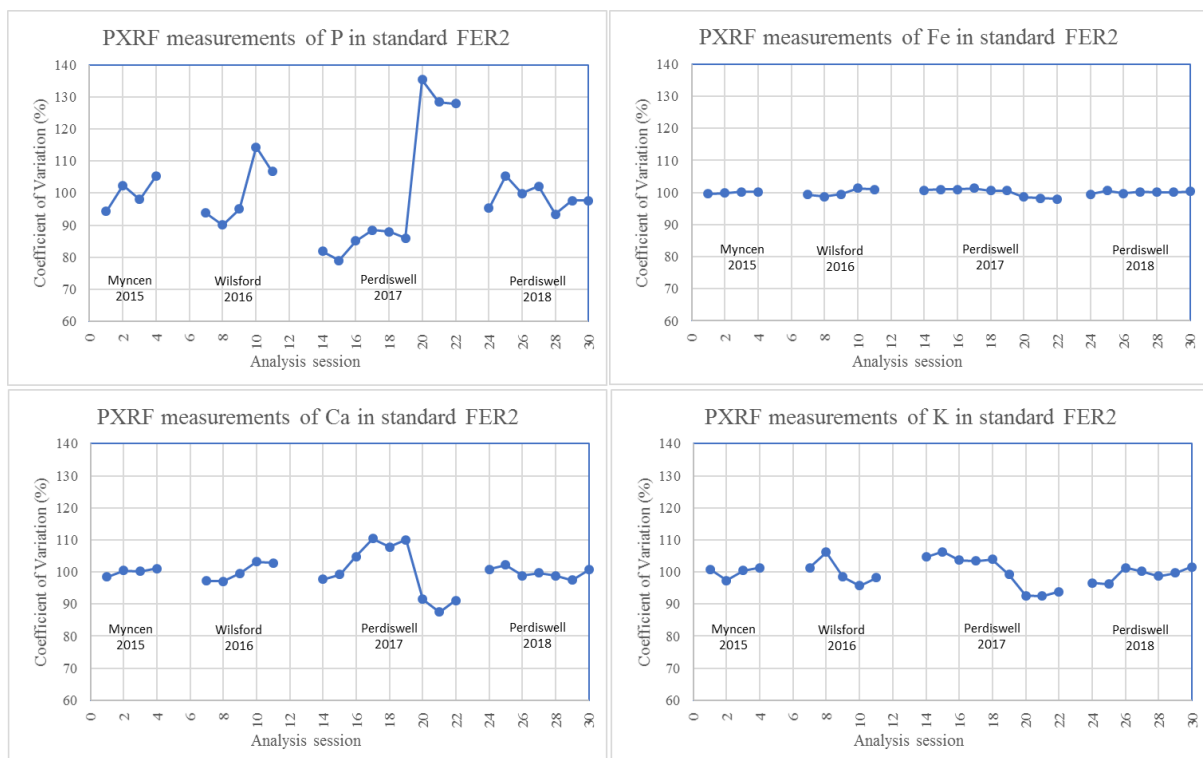 PXRF measurements of P in standard FER2
Coefficient of Variation (%)
140
130
120
110
100
90
80
70
60
Myncen
2015
Wilsford
2016
Perdiswell
2017
Perdiswell
2018
0 2 4 6 8 10 12 14 16 18 20 22 24 26 28 30
Analysis session
PXRF measurements of Fe in standard FER2
Coefficient of Variation (%)
140
130
120
110
100
90
80
70
60
Myncen
2015
Wilsford
2016
Perdiswell
2017
Perdiswell
2018
0 2 4 6 8 10 12 14 16 18 20 22 24 26 28 30
Analysis session
PXRF measurements of Ca in standard FER2
Coefficient of Variation (%)
140
130
120
110
100
90
80
70
60
Myncen
2015
Wilsford
2016
Perdiswell
2017
Perdiswell
2018
0 2 4 6 8 10 12 14 16 18 20 22 24 26 28 30
Analysis session
PXRF measurements of K in standard FER2
Coefficient of Variation (%)
140
130
120
110
100
90
80
70
60
Myncen
2015
Wilsford
2016
Perdiswell
2017
Perdiswell
2018
0 2 4 6 8 10 12 14 16 18 20 22 24 26 28 30
Analysis session